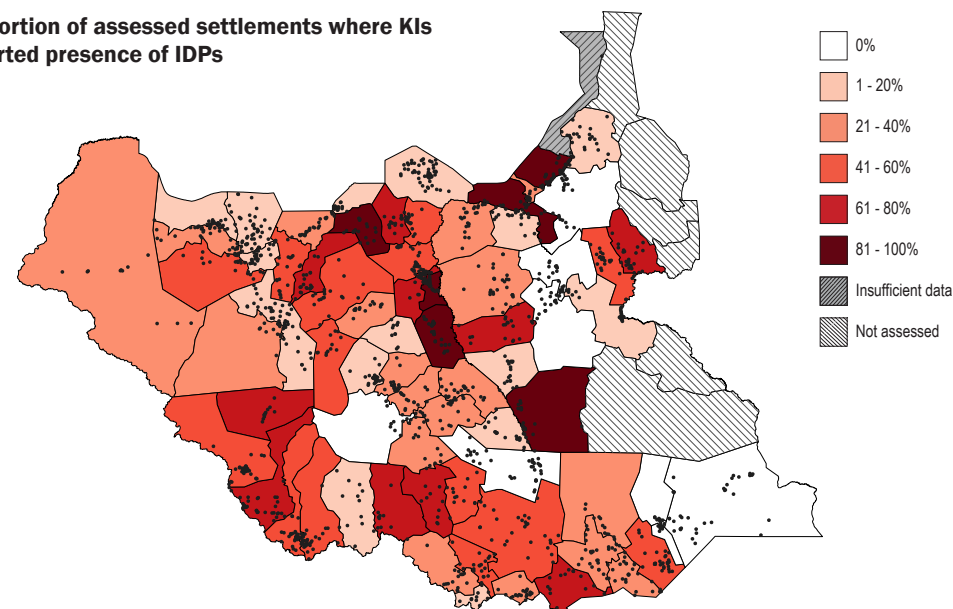 ortion of assessed settlements where KIs
rted presence of IDPs
0%
1 - 20%
21 - 40%
41 - 60%
61 - 80%
81 - 100%
Insufficient data
Not assessed